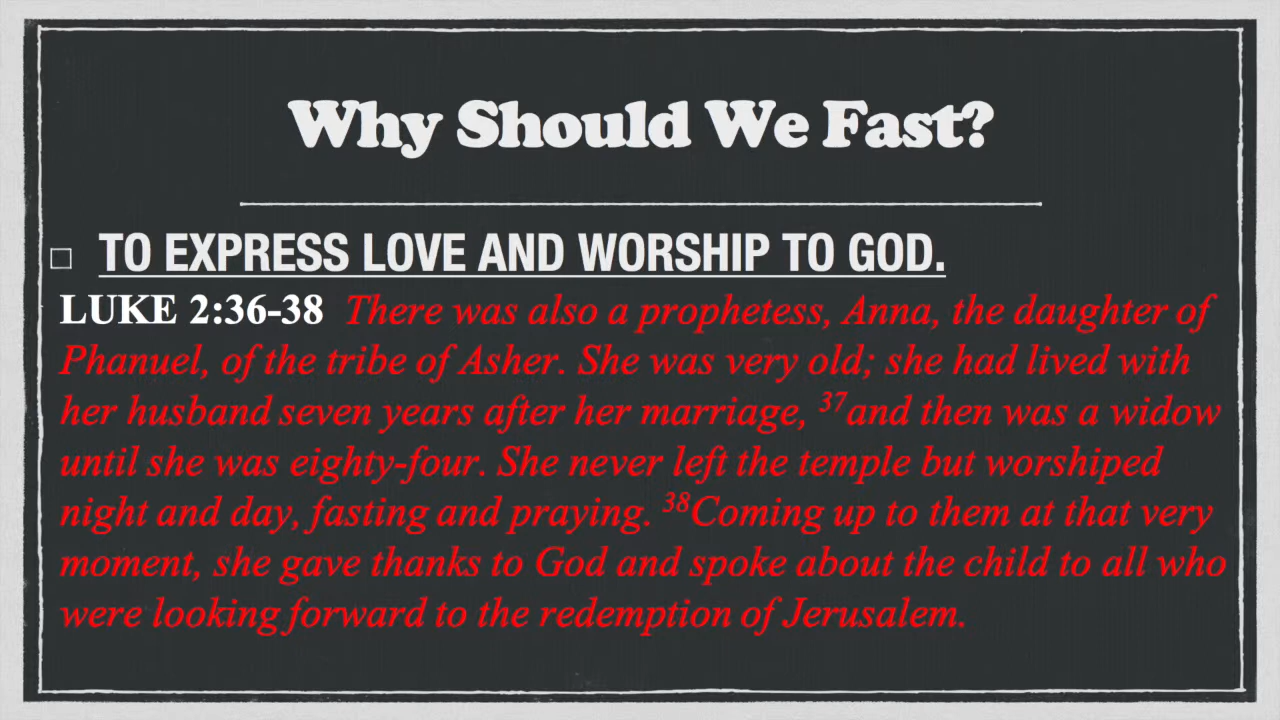 Why Should We Fast?
□ TO EXPRESS LOVE AND WORSHIP TO GOD.
LUKE 2:36-38 There was also a prophetess, Anna, the daughter of
Phanuel, of the tribe of Asher. She was very old; she had lived with
her husband seven years after her marriage, ³⁷and then was a widow
until she was eighty-four. She never left the temple but worshiped
night and day, fasting and praying. ³⁸Coming up to them at that very
moment, she gave thanks to God and spoke about the child to all who
were looking forward to the redemption of Jerusalem.